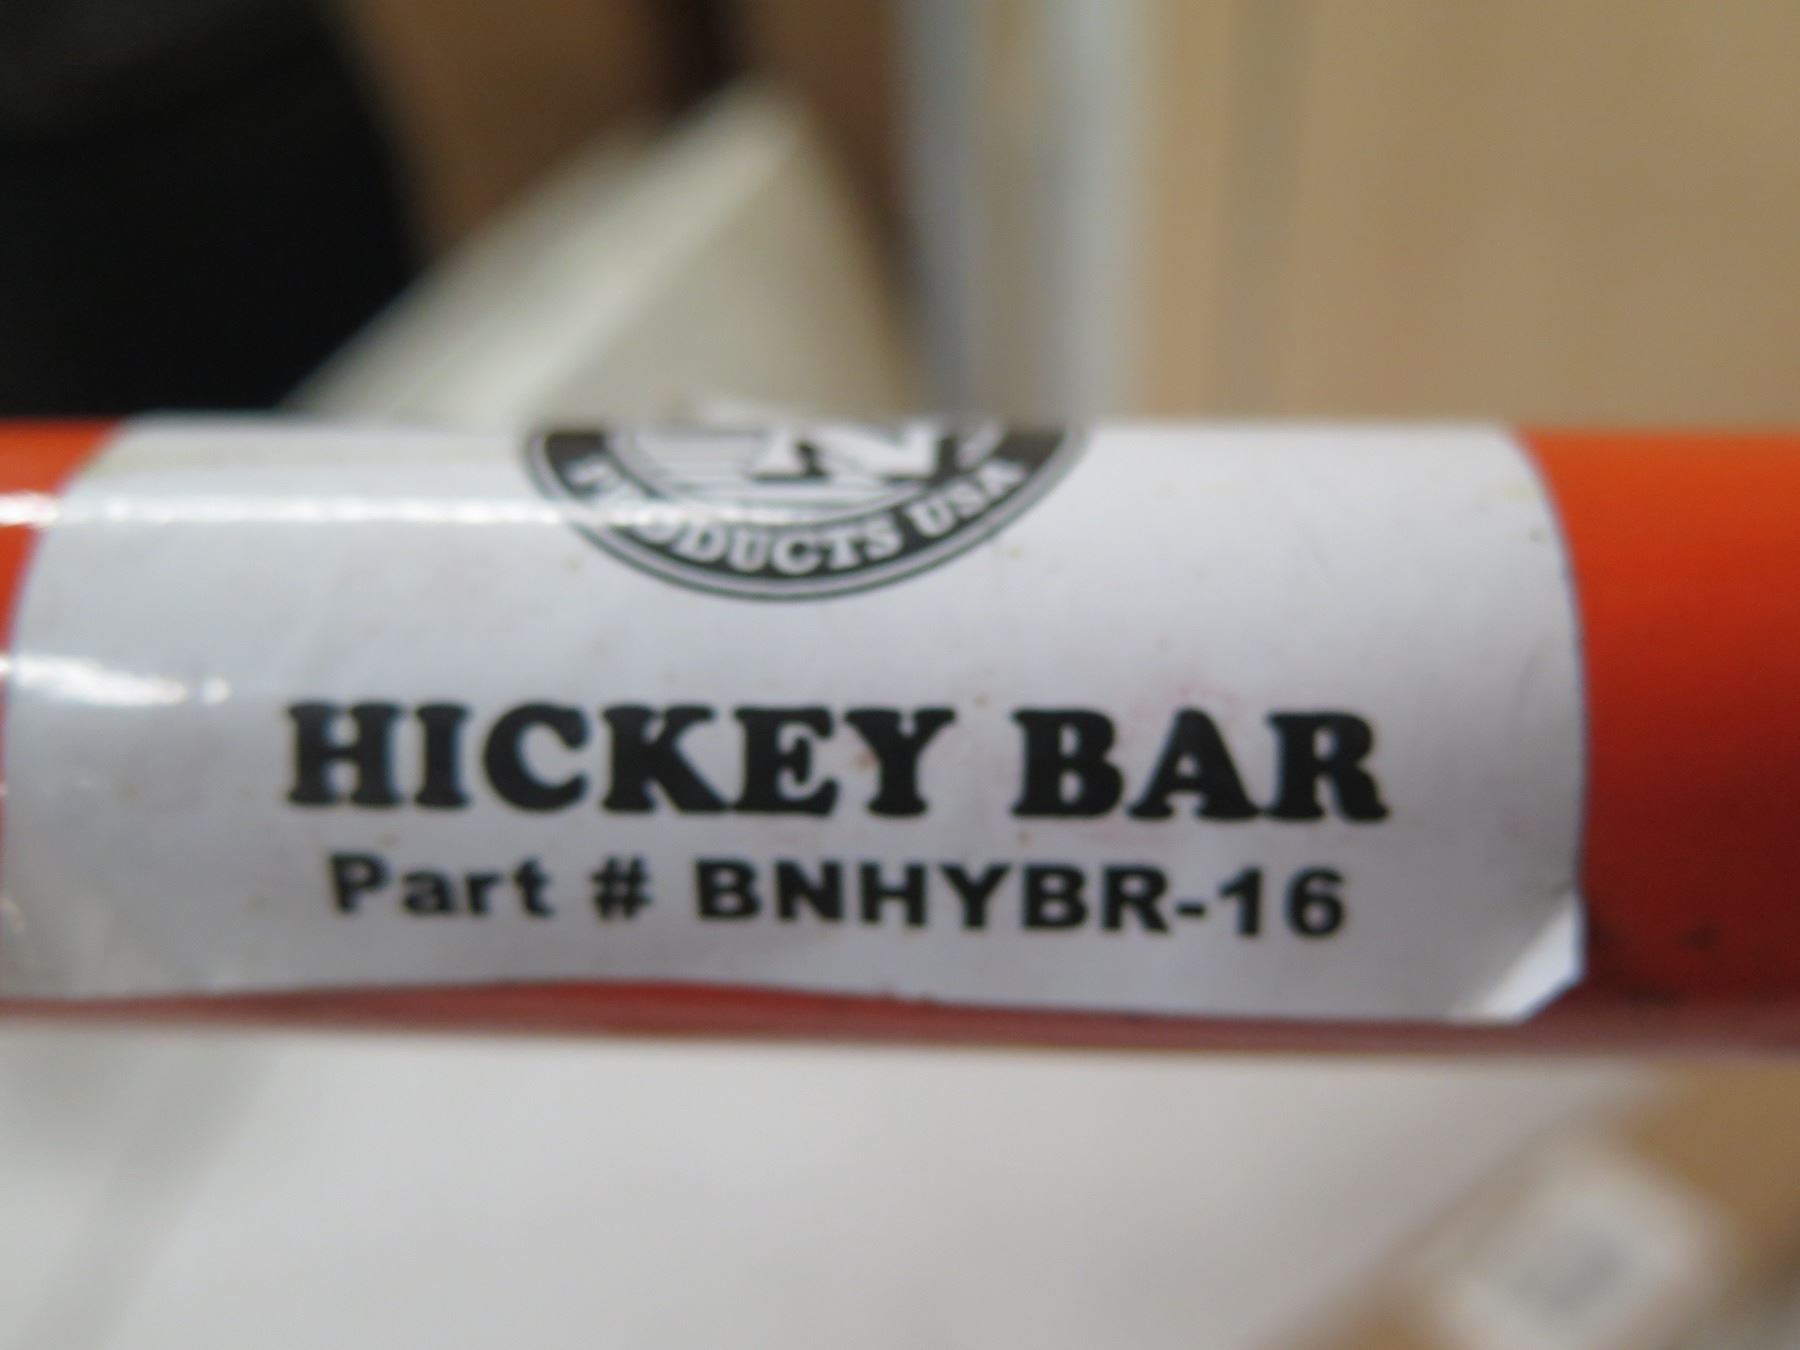 PRODUCTS USA
HICKEY BAR
Part # BNHYBR-16